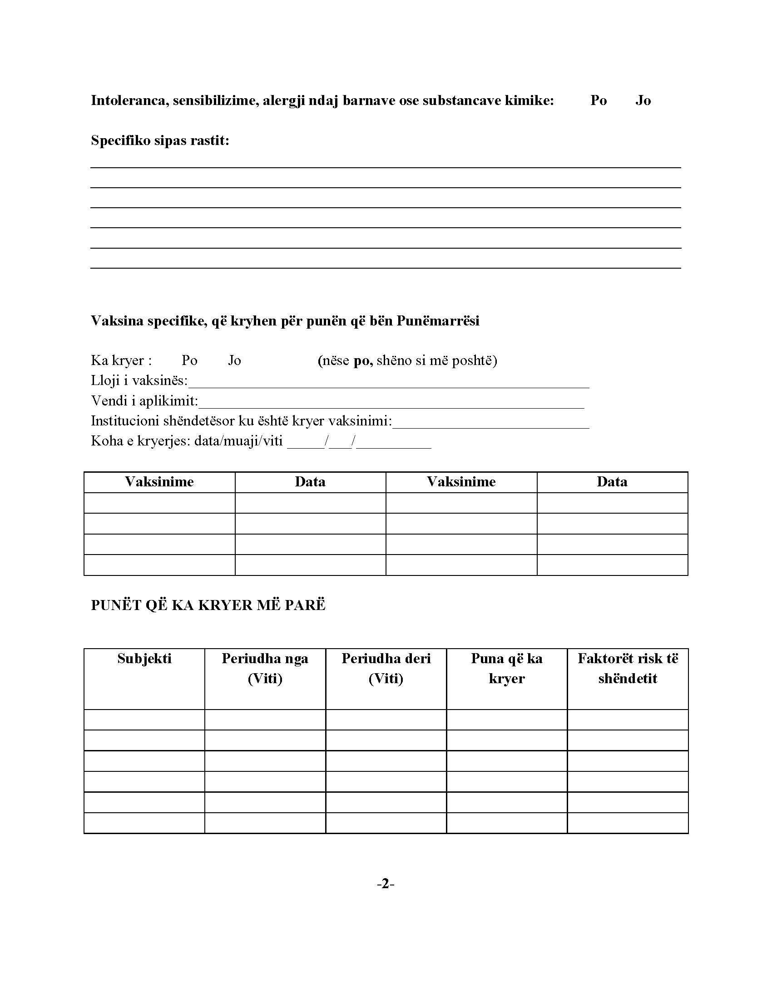 Intoleranca, sensibilizime, alergji ndaj barnave ose substancave kimike: Po Jo
Specifiko sipas rastit:
Vaksina specifike, që kryhen për punën që bën Punëmarrësi
Ka kryer : Po Jo (nëse po, shëno si më poshtë)
Lloji i vaksinës:
Vendi i aplikimit:
Institucioni shëndetësor ku është kryer vaksinimi:
Koha e kryerjes: data/muaji/viti _____/___/__________
Vaksinime Data Vaksinime Data
PUNËT QË KA KRYER MË PARË
Subjekti Periudha nga Periudha deri Puna që ka Faktorët risk të
(Viti) (Viti) kryer shëndetit
-2-